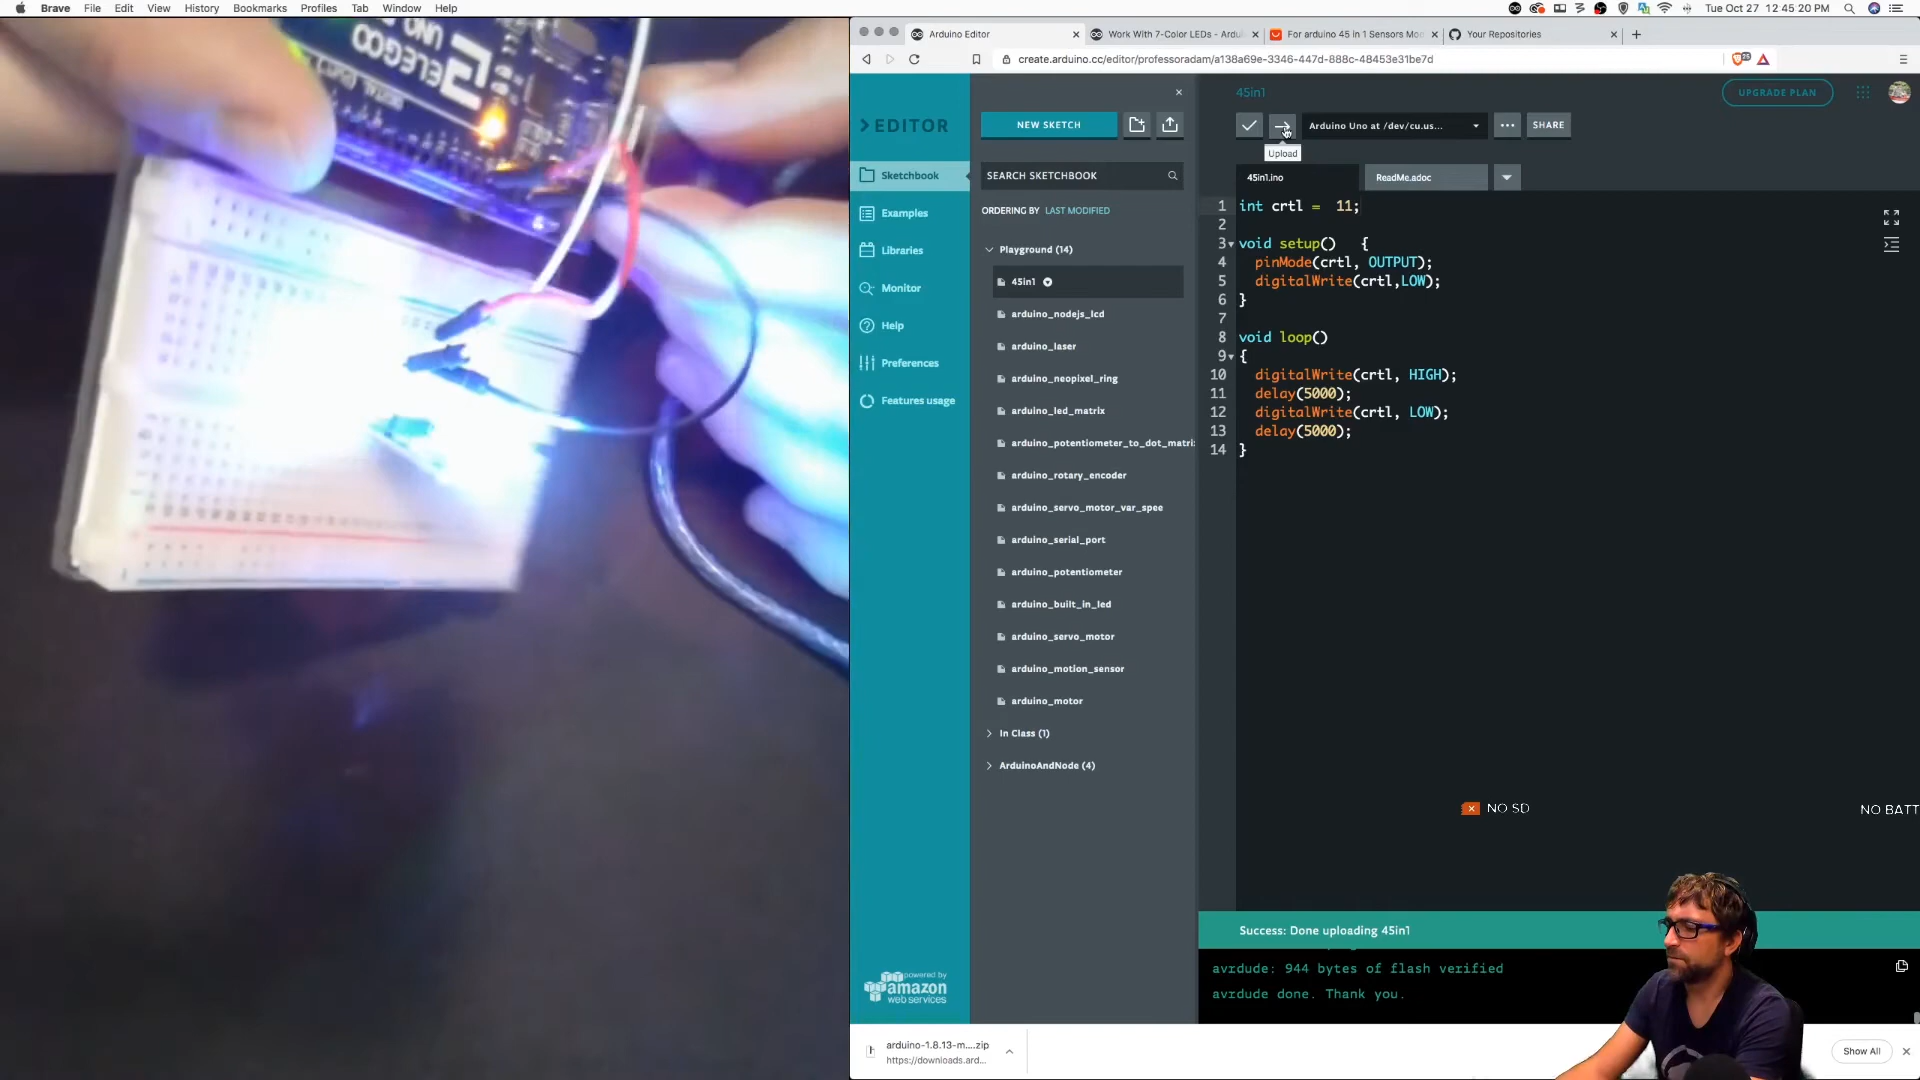 Brave File Edit View History Bookmarks Profiles Tab Window Help
Tue Oct 27 12:45:20 PM
Arduino Editor
Work With 7-Color LEDs - Ardui
For arduino 45 in 1 Sensors Mod
Your Repositories
create.arduino.cc/editor/professoradam/a138a69e-3346-447d-888c-48453e31be7d
UNO
ELEGOO
DIGITAL
EDITOR
Sketchbook
Examples
Libraries
Monitor
Help
Preferences
Features usage
powered by
amazon
web services
NEW SKETCH
SEARCH SKETCHBOOK
ORDERING BY LAST MODIFIED
Playground (14)
45in1
arduino_nodejs_lcd
arduino_laser
arduino_neopixel_ring
arduino_led_matrix
arduino_potentiometer_to_dot_matri
arduino_rotary_encoder
arduino_servo_motor_var_spee
arduino_serial_port
arduino_potentiometer
arduino_built_in_led
arduino_servo_motor
arduino_motion_sensor
arduino_motor
In Class (1)
ArduinoAndNode (4)
45in1
UPGRADE PLAN
Arduino Uno at /dev/cu.us...
SHARE
Upload
45in1.ino
ReadMe.adoc
1 int crtl =  11;
2
3 void setup()   {
4   pinMode(crtl, OUTPUT);
5   digitalWrite(crtl,LOW);
6 }
7
8 void loop()
9 {
10   digitalWrite(crtl, HIGH);
11   delay(5000);
12   digitalWrite(crtl, LOW);
13   delay(5000);
14 }
NO SD
NO BATT
Success: Done uploading 45in1
avrdude: 944 bytes of flash verified
avrdude done. Thank you.
arduino-1.8.13-m....zip
https://downloads.ard...
Show All